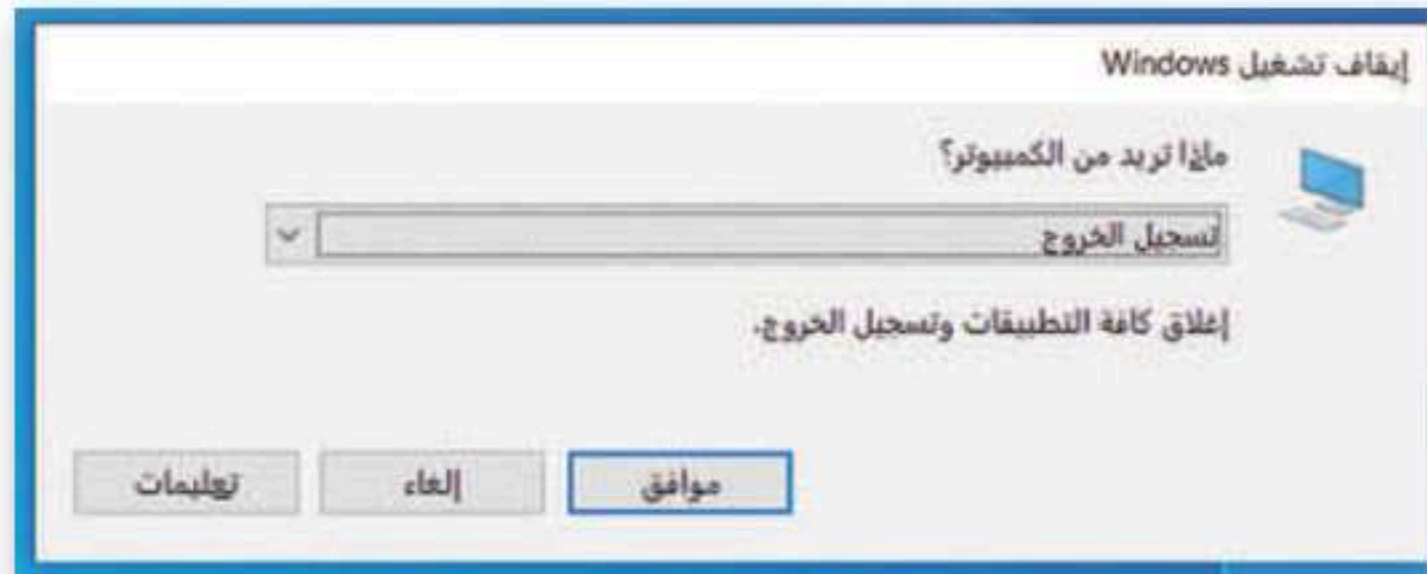 إيقاف تشغيل Windows
ماذا تريد من الكمبيوتر؟
تسجيل الخروج
إغلاق كافة التطبيقات وتسجيل الخروج.
موافق
إلغاء
تعليمات